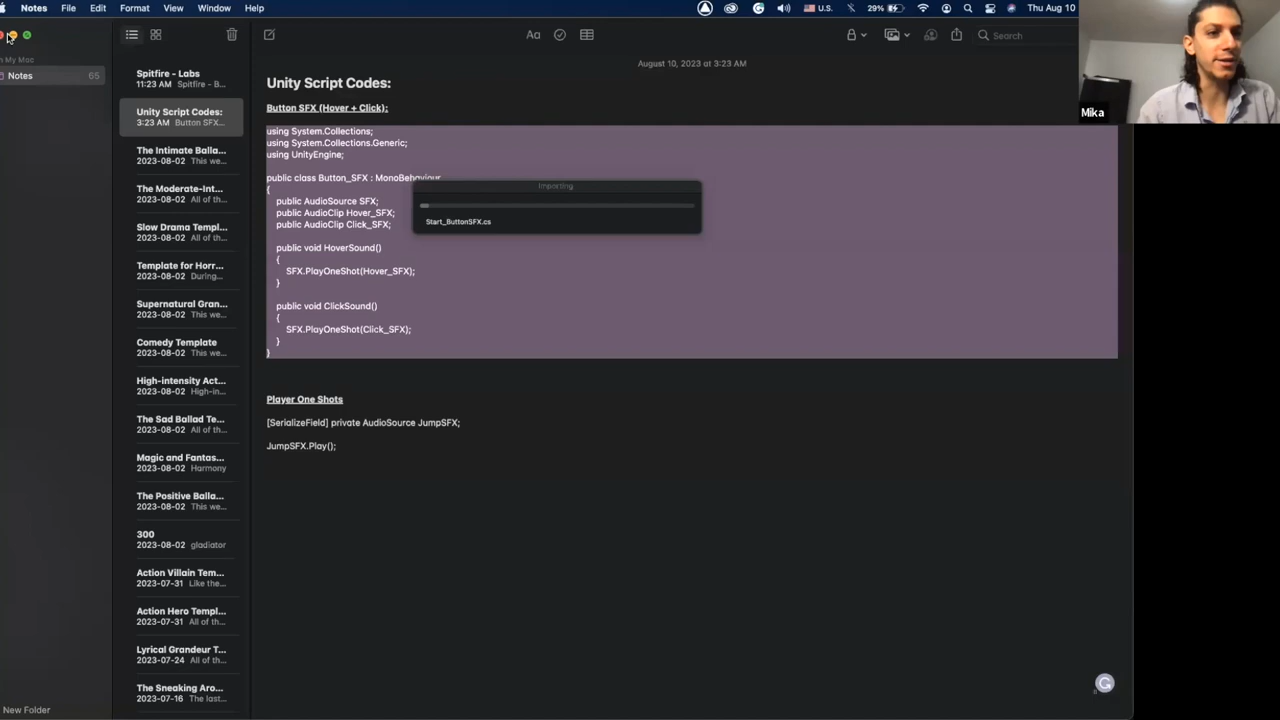 Notes File Edit Format View Window Help
U.S. 29% Thu Aug 10
n My Mac
Notes 65
New Folder
Spitfire - Labs
11:23 AM Spitfire - B...
Unity Script Codes:
3:23 AM Button SFX...
The Intimate Balla...
2023-08-02 This we...
The Moderate-Int...
2023-08-02 All of th...
Slow Drama Templ...
2023-08-02 All of th...
Template for Horr...
2023-08-02 During...
Supernatural Gran...
2023-08-02 This we...
Comedy Template
2023-08-02 This we...
High-intensity Act...
2023-08-02 High-in...
The Sad Ballad Te...
2023-08-02 All of th...
Magic and Fantas...
2023-08-02 Harmony
The Positive Balla...
2023-08-02 This we...
300
2023-08-02 gladiator
Action Villain Tem...
2023-07-31 Like the...
Action Hero Templ...
2023-07-31 All of th...
Lyrical Grandeur T...
2023-07-24 All of th...
The Sneaking Aro...
2023-07-16 The last...
Aa
Search
August 10, 2023 at 3:23 AM
Unity Script Codes:
Button SFX (Hover + Click):
using System.Collections;
using System.Collections.Generic;
using UnityEngine;
public class Button_SFX : MonoBehaviour
{
public AudioSource SFX;
public AudioClip Hover_SFX;
public AudioClip Click_SFX;
public void HoverSound()
{
SFX.PlayOneShot(Hover_SFX);
}
public void ClickSound()
{
SFX.PlayOneShot(Click_SFX);
}
}
Importing
Start_ButtonSFX.cs
Player One Shots
[SerializeField] private AudioSource JumpSFX;
JumpSFX.Play();
Mika